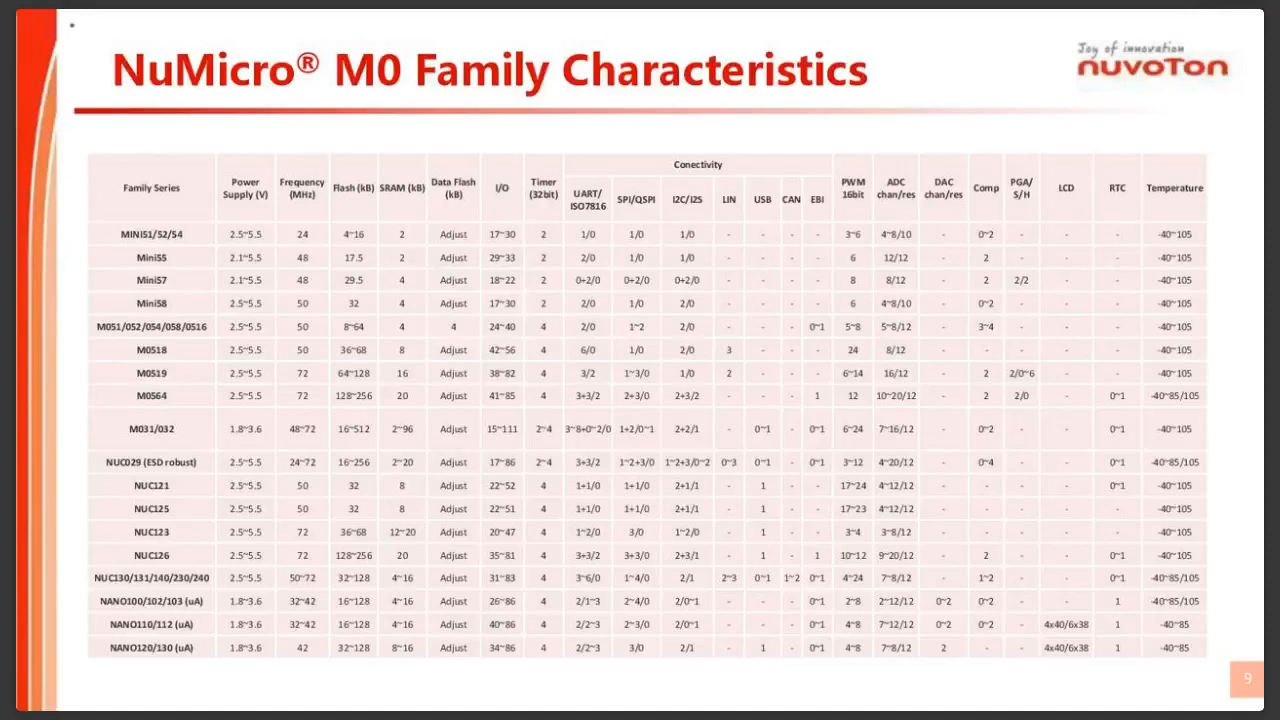 NuMicro® M0 Family Characteristics
Joy of innovation
nuvoTon
Family Series Power Supply (V) Frequency (MHz) Flash (kB) SRAM (kB) Data Flash (kB) I/O Timer (32bit) Conectivity UART/ ISO7816 SPI/QSPI I2C/I2S LIN USB CAN EBI PWM 16bit ADC chan/res DAC chan/res Comp PGA/ S/H LCD RTC Temperature
MINI51/52/54 2.5~5.5 24 4~16 2 Adjust 17~30 2 1/0 1/0 1/0 - - - - 3~6 4~8/10 - 0~2 - - - -40~105
Mini55 2.1~5.5 48 17.5 2 Adjust 29~33 2 2/0 1/0 1/0 - - - - 6 12/12 - 2 - - - -40~105
Mini57 2.1~5.5 48 29.5 4 Adjust 18~22 2 0+2/0 0+2/0 0+2/0 - - - - 8 8/12 - 2 2/2 - - -40~105
Mini58 2.5~5.5 50 32 4 Adjust 17~30 2 2/0 1/0 2/0 - - - - 6 4~8/10 - 0~2 - - - -40~105
M051/052/054/058/0516 2.5~5.5 50 8~64 4 4 24~40 4 2/0 1~2 2/0 - - - 0~1 5~8 5~8/12 - 3~4 - - - -40~105
M0518 2.5~5.5 50 36~68 8 Adjust 42~56 4 6/0 1/0 2/0 3 - - - 24 8/12 - - - - - -40~105
M0519 2.5~5.5 72 64~128 16 Adjust 38~82 4 3/2 1~3/0 1/0 2 - - - 6~14 16/12 - 2 2/0~6 - - -40~105
M0564 2.5~5.5 72 128~256 20 Adjust 41~85 4 3+3/2 2+3/0 2+3/2 - - - 1 12 10~20/12 - 2 2/0 - 0~1 -40~85/105
M031/032 1.8~3.6 48~72 16~512 2~96 Adjust 15~111 2~4 3~8+0~2/0 1+2/0~1 2+2/1 - 0~1 - 0~1 6~24 7~16/12 - 0~2 - - 0~1 -40~105
NUC029 (ESD robust) 2.5~5.5 24~72 16~256 2~20 Adjust 17~86 2~4 3+3/2 1~2+3/0 1~2+3/0~2 0~3 0~1 - 0~1 3~12 4~20/12 - 0~4 - - 0~1 -40~85/105
NUC121 2.5~5.5 50 32 8 Adjust 22~52 4 1+1/0 1+1/0 2+1/1 - 1 - - 17~24 4~12/12 - - - - 0~1 -40~105
NUC125 2.5~5.5 50 32 8 Adjust 22~51 4 1+1/0 1+1/0 2+1/1 - 1 - - 17~23 4~12/12 - - - - - -40~105
NUC123 2.5~5.5 72 36~68 12~20 Adjust 20~47 4 1~2/0 3/0 1~2/0 - 1 - - 3~4 3~8/12 - - - - - -40~105
NUC126 2.5~5.5 72 128~256 20 Adjust 35~81 4 3+3/2 3+3/0 2+3/1 - 1 - 1 10~12 9~20/12 - 2 - - 0~1 -40~105
NUC130/131/140/230/240 2.5~5.5 50~72 32~128 4~16 Adjust 31~83 4 3~6/0 1~4/0 2/1 2~3 0~1 1~2 0~1 4~24 7~8/12 - 1~2 - - 0~1 -40~85/105
NANO100/102/103 (uA) 1.8~3.6 32~42 16~128 4~16 Adjust 26~86 4 2/1~3 2~4/0 2/0~1 - - - 0~1 2~8 2~12/12 0~2 0~2 - - 1 -40~85/105
NANO110/112 (uA) 1.8~3.6 32~42 16~128 4~16 Adjust 40~86 4 2/2~3 2~3/0 2/0~1 - - - 0~1 4~8 7~12/12 0~2 0~2 - 4x40/6x38 1 -40~85
NANO120/130 (uA) 1.8~3.6 42 32~128 8~16 Adjust 34~86 4 2/2~3 3/0 2/1 - 1 - 0~1 4~8 7~8/12 2 - - 4x40/6x38 1 -40~85
9